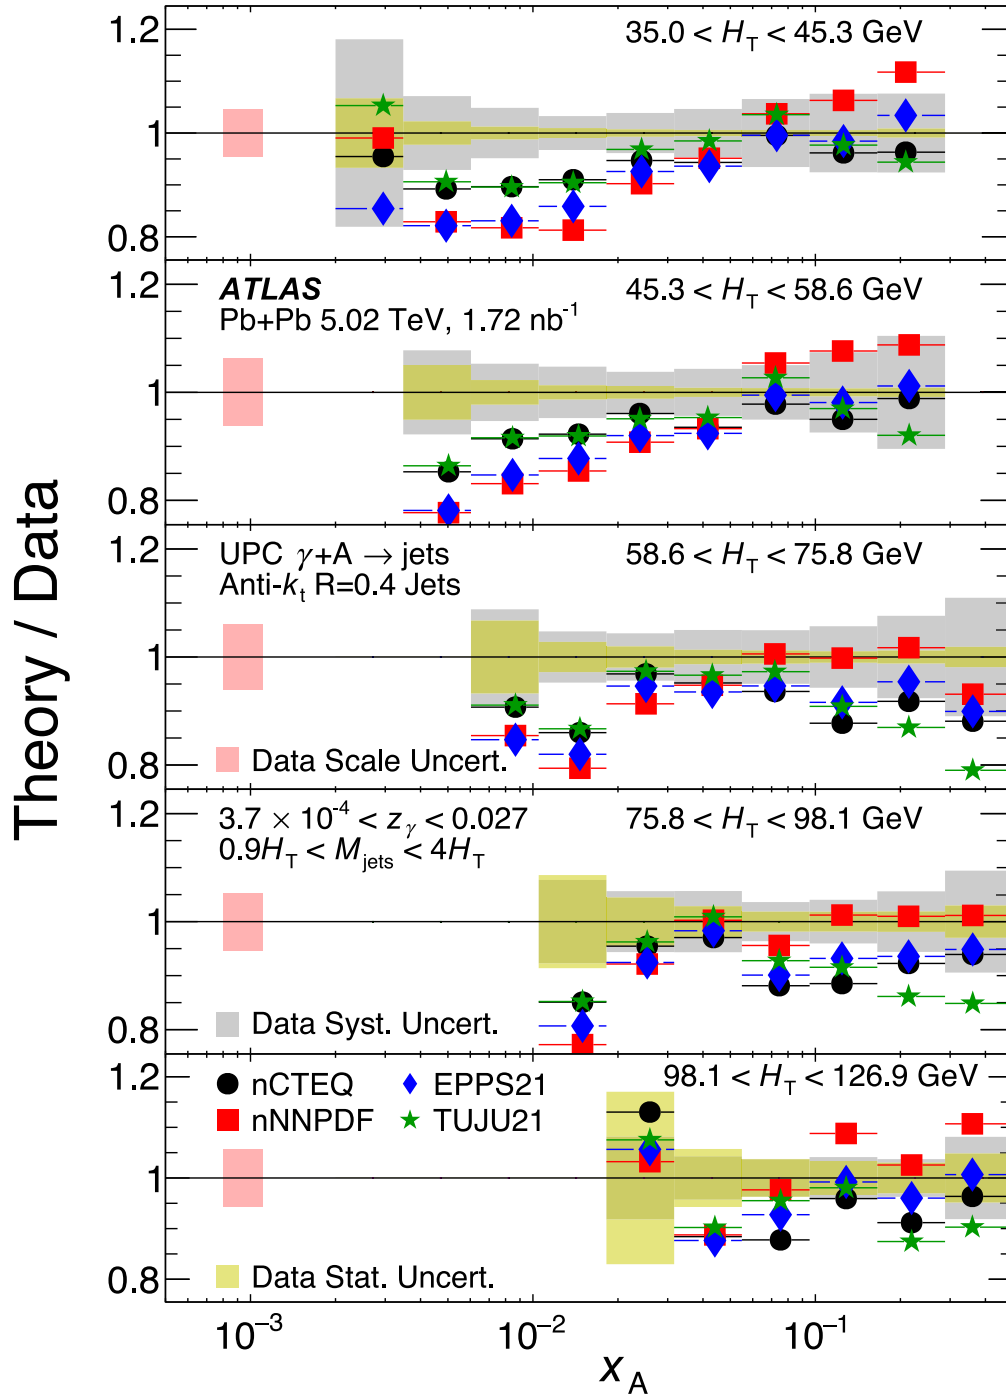 Theory / Data
1.2
1
0.8
35.0 < H_T < 45.3 GeV
1.2
1
0.8
ATLAS
Pb+Pb 5.02 TeV, 1.72 nb⁻¹
45.3 < H_T < 58.6 GeV
1.2
1
0.8
UPC γ+A → jets
Anti-k_t R=0.4 Jets
58.6 < H_T < 75.8 GeV
Data Scale Uncert.
1.2
1
0.8
3.7 × 10⁻⁴ < z_γ < 0.027
0.9H_T < M_jets < 4H_T
75.8 < H_T < 98.1 GeV
Data Syst. Uncert.
1.2
1
0.8
nCTEQ EPPS21
nNNPDF TUJU21
98.1 < H_T < 126.9 GeV
Data Stat. Uncert.
10⁻³ 10⁻² 10⁻¹
x_A